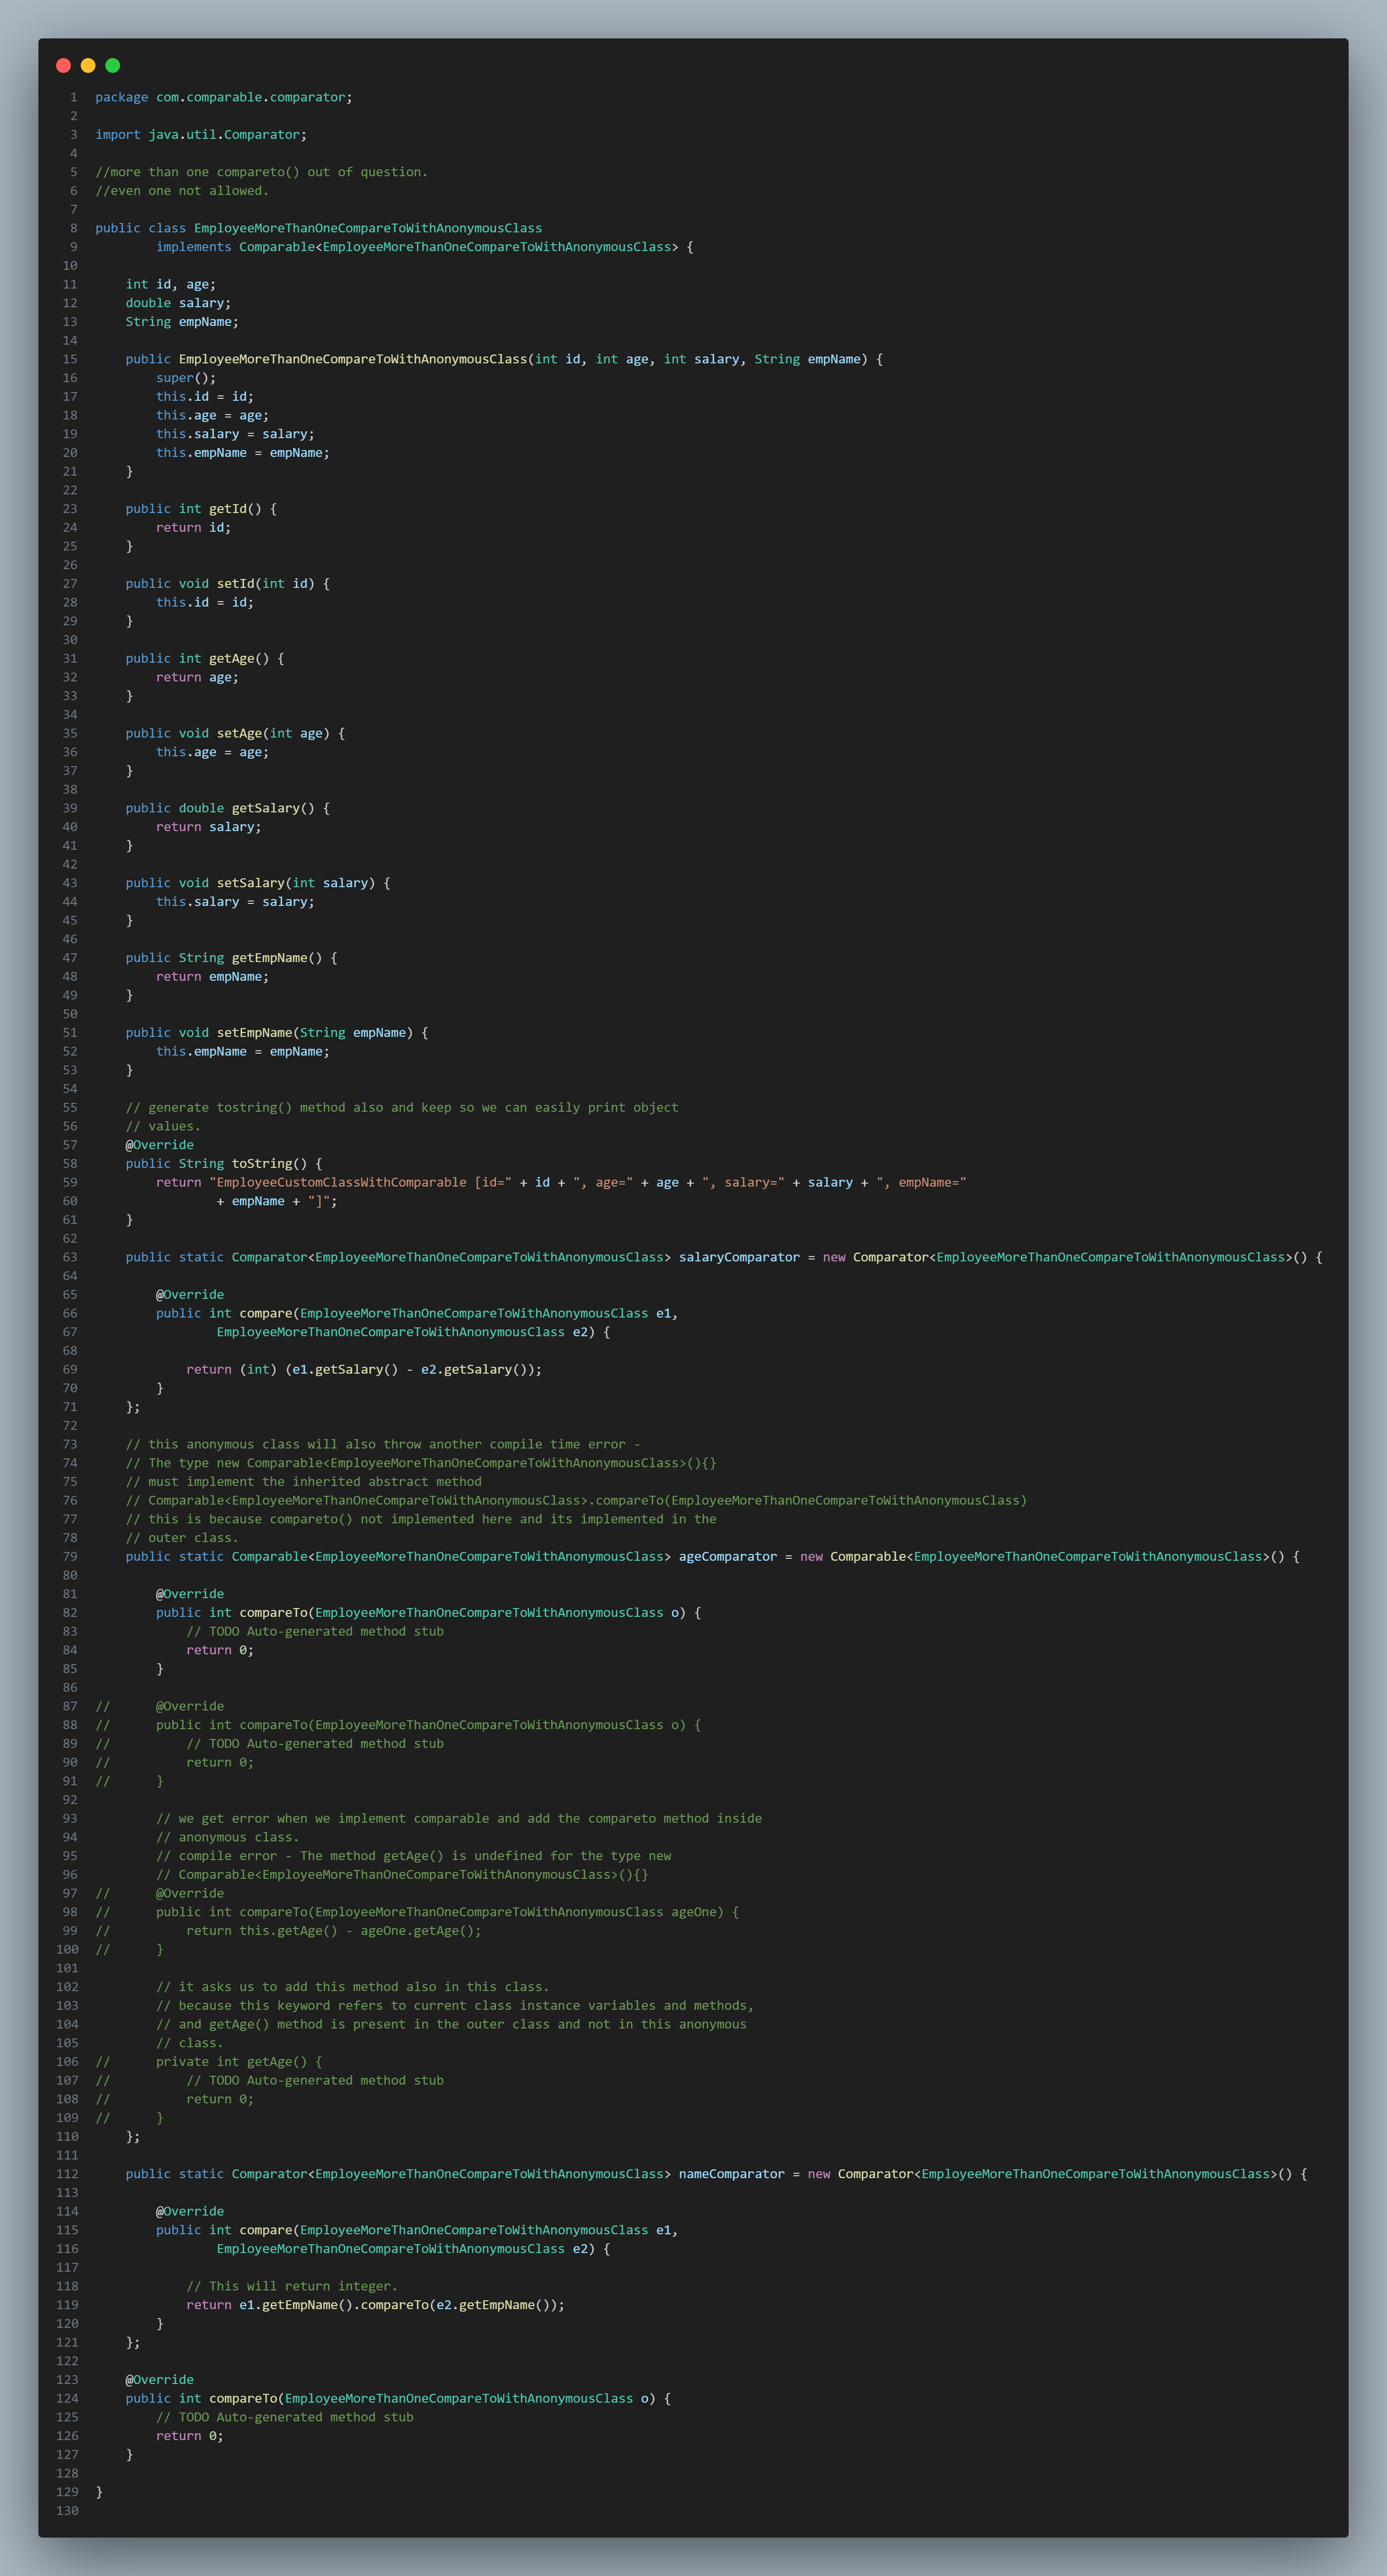 1 package com.comparable.comparator;
2
3 import java.util.Comparator;
4
5 //more than one compareto() out of question.
6 //even one not allowed.
7
8 public class EmployeeMoreThanOneCompareToWithAnonymousClass
9         implements Comparable<EmployeeMoreThanOneCompareToWithAnonymousClass> {
10
11     int id, age;
12     double salary;
13     String empName;
14
15     public EmployeeMoreThanOneCompareToWithAnonymousClass(int id, int age, int salary, String empName) {
16         super();
17         this.id = id;
18         this.age = age;
19         this.salary = salary;
20         this.empName = empName;
21     }
22
23     public int getId() {
24         return id;
25     }
26
27     public void setId(int id) {
28         this.id = id;
29     }
30
31     public int getAge() {
32         return age;
33     }
34
35     public void setAge(int age) {
36         this.age = age;
37     }
38
39     public double getSalary() {
40         return salary;
41     }
42
43     public void setSalary(int salary) {
44         this.salary = salary;
45     }
46
47     public String getEmpName() {
48         return empName;
49     }
50
51     public void setEmpName(String empName) {
52         this.empName = empName;
53     }
54
55     // generate tostring() method also and keep so we can easily print object
56     // values.
57     @Override
58     public String toString() {
59         return "EmployeeCustomClassWithComparable [id=" + id + ", age=" + age + ", salary=" + salary + ", empName="
60                 + empName + "]";
61     }
62
63     public static Comparator<EmployeeMoreThanOneCompareToWithAnonymousClass> salaryComparator = new Comparator<EmployeeMoreThanOneCompareToWithAnonymousClass>() {
64
65         @Override
66         public int compare(EmployeeMoreThanOneCompareToWithAnonymousClass e1,
67                 EmployeeMoreThanOneCompareToWithAnonymousClass e2) {
68
69             return (int) (e1.getSalary() - e2.getSalary());
70         }
71     };
72
73     // this anonymous class will also throw another compile time error -
74     // The type new Comparable<EmployeeMoreThanOneCompareToWithAnonymousClass>(){}
75     // must implement the inherited abstract method
76     // Comparable<EmployeeMoreThanOneCompareToWithAnonymousClass>.compareTo(EmployeeMoreThanOneCompareToWithAnonymousClass)
77     // this is because compareto() not implemented here and its implemented in the
78     // outer class.
79     public static Comparable<EmployeeMoreThanOneCompareToWithAnonymousClass> ageComparator = new Comparable<EmployeeMoreThanOneCompareToWithAnonymousClass>() {
80
81         @Override
82         public int compareTo(EmployeeMoreThanOneCompareToWithAnonymousClass o) {
83             // TODO Auto-generated method stub
84             return 0;
85         }
86
87 //      @Override
88 //      public int compareTo(EmployeeMoreThanOneCompareToWithAnonymousClass o) {
89 //          // TODO Auto-generated method stub
90 //          return 0;
91 //      }
92
93         // we get error when we implement comparable and add the compareto method inside
94         // anonymous class.
95         // compile error - The method getAge() is undefined for the type new
96         // Comparable<EmployeeMoreThanOneCompareToWithAnonymousClass>(){}
97 //      @Override
98 //      public int compareTo(EmployeeMoreThanOneCompareToWithAnonymousClass ageOne) {
99 //          return this.getAge() - ageOne.getAge();
100 //      }
101
102         // it asks us to add this method also in this class.
103         // because this keyword refers to current class instance variables and methods,
104         // and getAge() method is present in the outer class and not in this anonymous
105         // class.
106 //      private int getAge() {
107 //          // TODO Auto-generated method stub
108 //          return 0;
109 //      }
110     };
111
112     public static Comparator<EmployeeMoreThanOneCompareToWithAnonymousClass> nameComparator = new Comparator<EmployeeMoreThanOneCompareToWithAnonymousClass>() {
113
114         @Override
115         public int compare(EmployeeMoreThanOneCompareToWithAnonymousClass e1,
116                 EmployeeMoreThanOneCompareToWithAnonymousClass e2) {
117
118             // This will return integer.
119             return e1.getEmpName().compareTo(e2.getEmpName());
120         }
121     };
122
123     @Override
124     public int compareTo(EmployeeMoreThanOneCompareToWithAnonymousClass o) {
125         // TODO Auto-generated method stub
126         return 0;
127     }
128
129 }
130